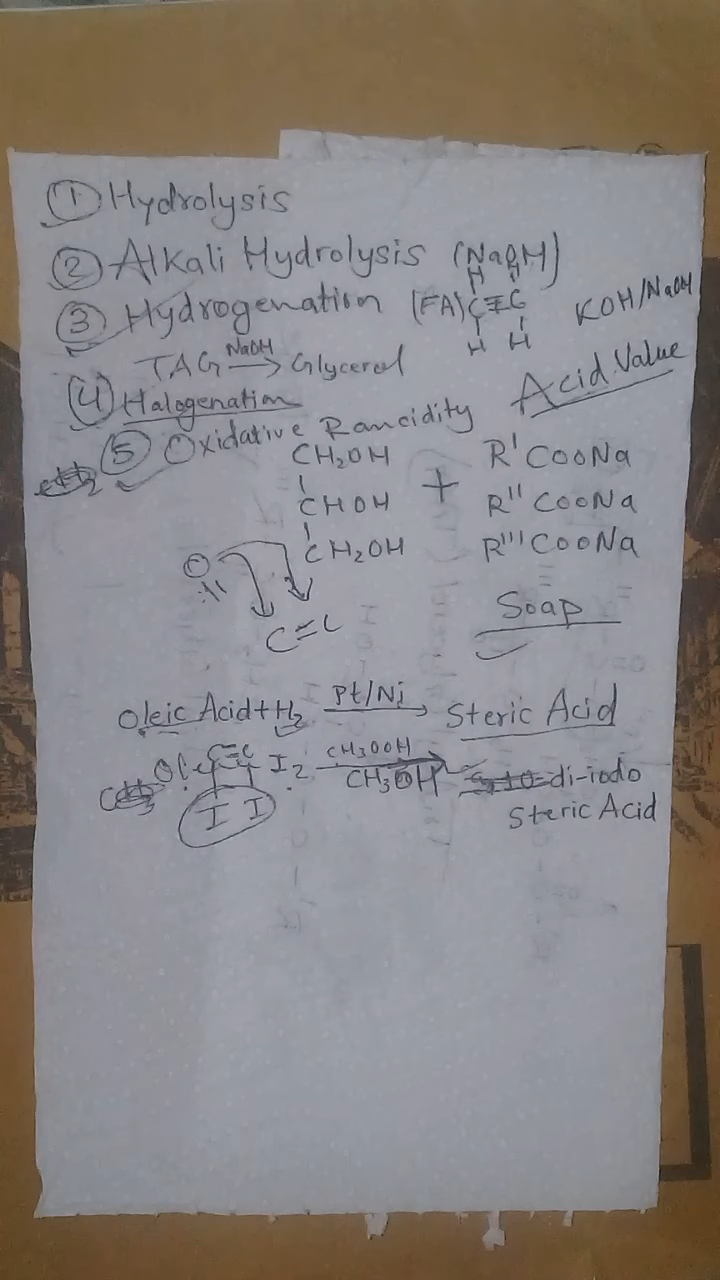 ① Hydrolysis
② Alkali Hydrolysis (NaOH)
H H
③ Hydrogenation (FA) C=C KOH/NaOH
H H
TAG NaOH → Glycerol
④ Halogenation Acid Value
⑤ Oxidative Rancidity
CH₂OH R' COONa
CHOH + R'' COONa
CH₂OH R''' COONa
O
C=C Soap
Oleic Acid + H₂ Pt/Ni → Steric Acid
C=C I₂ CH₃OOH
CH₃OH → di-iodo
I I Steric Acid